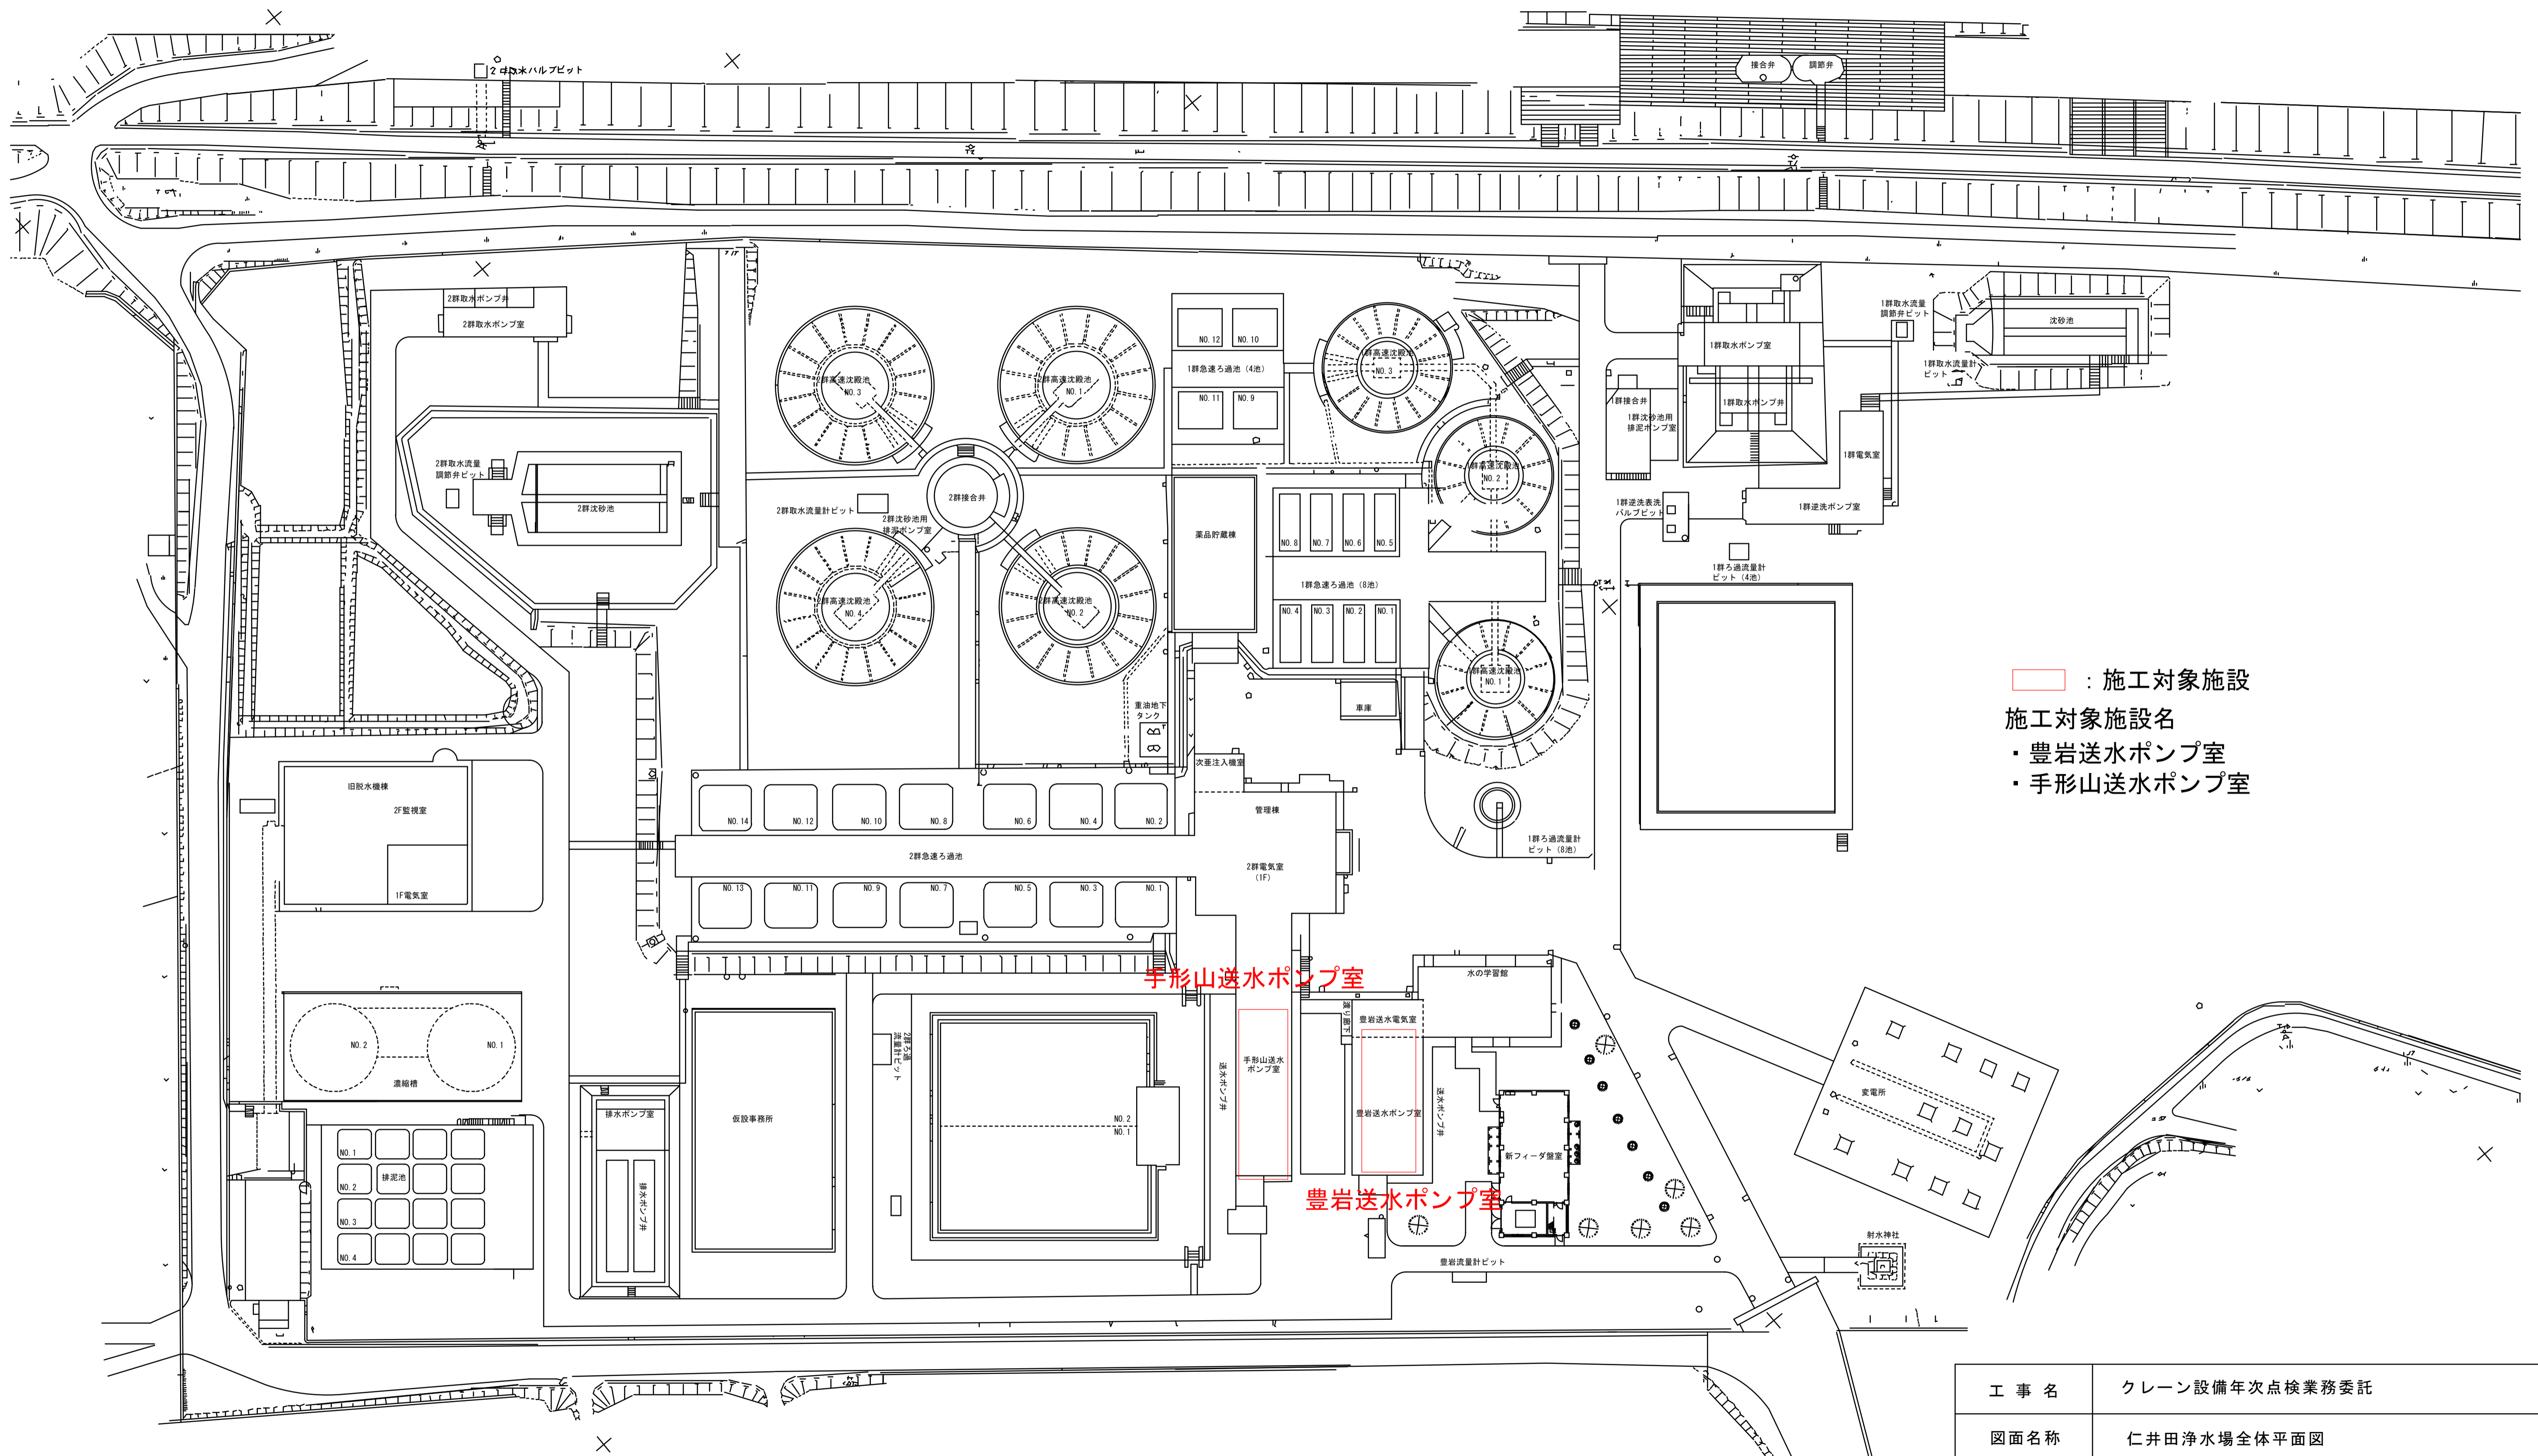 接合弁
調節弁
2群取水ポンプ井
2群取水ポンプ室
2群高速沈殿池
NO.3
2群高速沈殿池
NO.1
NO.12
NO.10
1群急速ろ過池（4池）
NO.11
NO.9
1群高速沈殿池
NO.3
1群取水ポンプ室
1群取水流量
調節弁ピット
沈砂池
1群取水流量計
ピット
1群接合井
1群沈砂池用
排泥ポンプ室
1群取水ポンプ井
1群電気室
2群取水流量
調節弁ピット
2群沈砂池
2群取水流量計ピット
2群接合井
2群沈砂池用
排泥ポンプ室
薬品貯蔵棟
1群高速沈殿池
NO.2
1群逆洗表洗
バルブピット
1群逆洗ポンプ室
NO.8
NO.7
NO.6
NO.5
1群急速ろ過池（8池）
1群ろ過流量計
ピット（4池）
2群高速沈殿池
NO.4
2群高速沈殿池
NO.2
NO.4
NO.3
NO.2
NO.1
1群高速沈殿池
NO.1
：施工対象施設
施工対象施設名
・豊岩送水ポンプ室
・手形山送水ポンプ室
重油地下
タンク
車庫
次亜注入機室
旧脱水機棟
2F監視室
1F電気室
NO.14
NO.12
NO.10
NO.8
NO.6
NO.4
NO.2
管理棟
2群急速ろ過池
2群電気室
（1F）
1群ろ過流量計
ピット（8池）
NO.13
NO.11
NO.9
NO.7
NO.5
NO.3
NO.1
手形山送水ポンプ室
水の学習館
渡り廊下
豊岩送水電気室
NO.2
NO.1
濃縮槽
2群ろ過
流量計ピット
送水ポンプ井
手形山送水
ポンプ室
豊岩送水ポンプ室
送水ポンプ井
変電所
排水ポンプ室
仮設事務所
NO.2
NO.1
新フィーダ盤室
NO.1
排泥池
NO.2
NO.3
NO.4
排水ポンプ井
豊岩送水ポンプ室
豊岩流量計ピット
射水神社
工事名
クレーン設備年次点検業務委託
図面名称
仁井田浄水場全体平面図